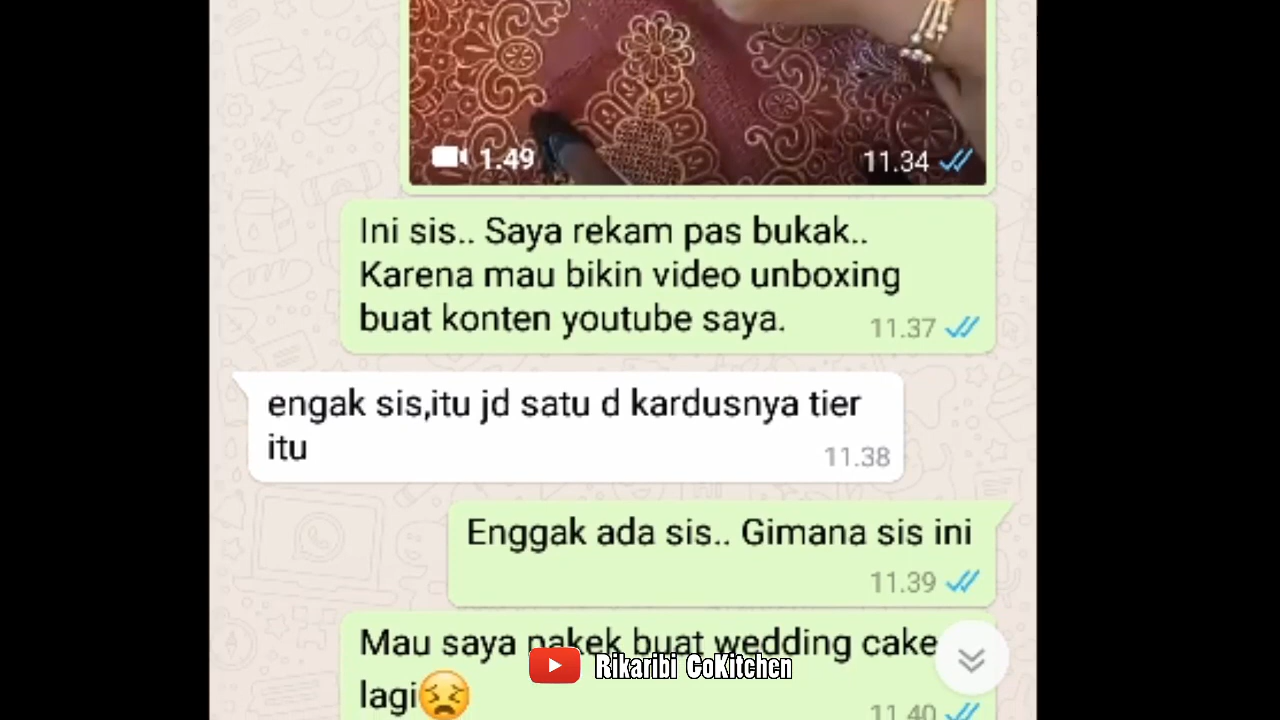 1.49
11.34
Ini sis.. Saya rekam pas bukak..
Karena mau bikin video unboxing
buat konten youtube saya.
11.37
engak sis,itu jd satu d kardusnya tier
itu
11.38
Enggak ada sis.. Gimana sis ini
11.39
Mau saya pakek buat wedding cake
lagi😣
11.40
Rikaribi CoKitchen